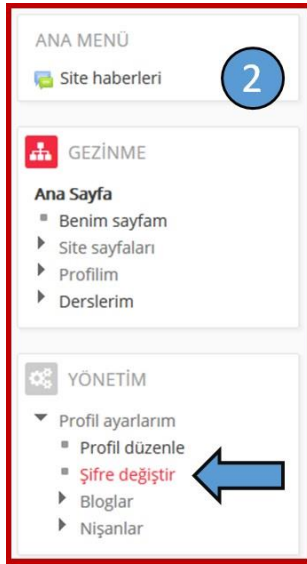 ANA MENÜ
Site haberleri
2
GEZİNME
Ana Sayfa
Benim sayfam
Site sayfaları
Profilim
Derslerim
YÖNETİM
Profil ayarlarım
Profil düzenle
Şifre değiştir
Bloglar
Nişanlar